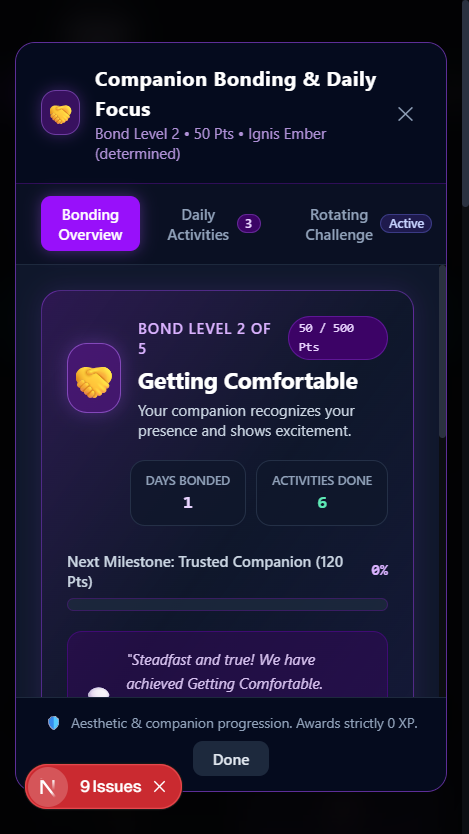 Companion Bonding & Daily
Focus
Bond Level 2 • 50 Pts • Ignis Ember
(determined)
Bonding
Overview
Daily
Activities
3
Rotating
Challenge
Active
BOND LEVEL 2 OF
5
50 / 500
Pts
Getting Comfortable
Your companion recognizes your
presence and shows excitement.
DAYS BONDED
1
ACTIVITIES DONE
6
Next Milestone: Trusted Companion (120
Pts)
0%
"Steadfast and true! We have
achieved Getting Comfortable.
Aesthetic & companion progression. Awards strictly 0 XP.
Done
N
9 Issues